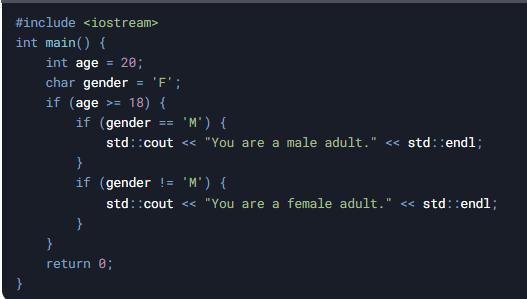 #include <iostream>
int main() {
    int age = 20;
    char gender = 'F';
    if (age >= 18) {
        if (gender == 'M') {
            std::cout << "You are a male adult." << std::endl;
        }
        if (gender != 'M') {
            std::cout << "You are a female adult." << std::endl;
        }
    }
    return 0;
}